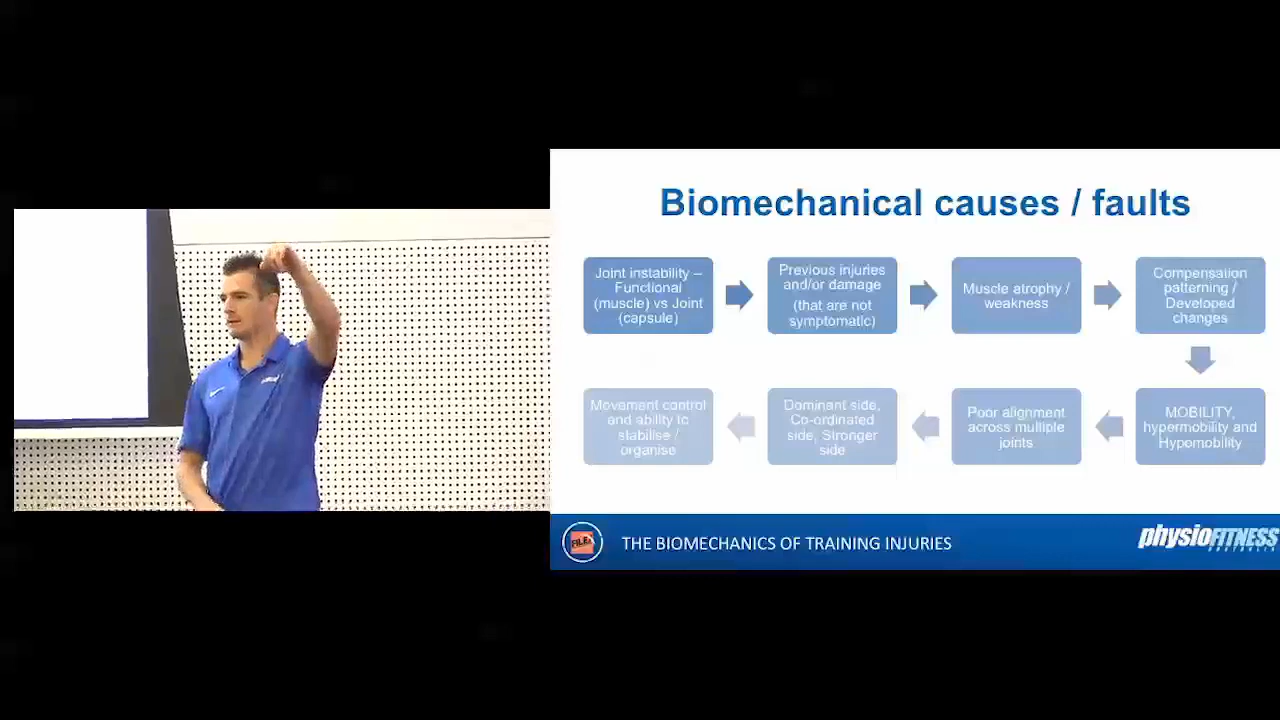 Biomechanical causes / faults
Joint instability –
Functional
(muscle) vs Joint
(capsule)
Previous injuries
and/or damage
(that are not
symptomatic)
Muscle atrophy /
weakness
Compensation
patterning /
Developed
changes
MOBILITY,
hypermobility and
Hypomobility
Poor alignment
across multiple
joints
Dominant side,
Co-ordinated
side, Stronger
side
Movement control
and ability to
stabilise /
organise
FILEX
THE BIOMECHANICS OF TRAINING INJURIES
physioFITNESS
AUSTRALIA